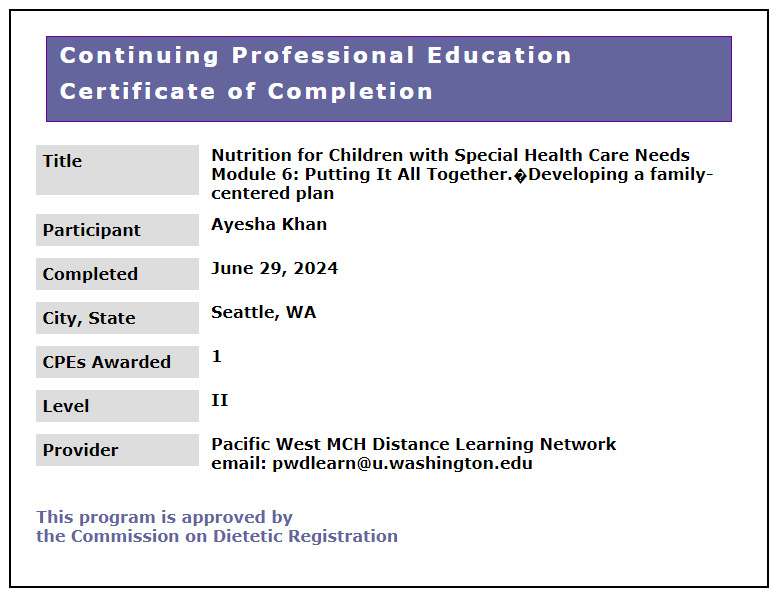 Continuing Professional Education
Certificate of Completion
Title
Nutrition for Children with Special Health Care Needs
Module 6: Putting It All Together.�Developing a family-
centered plan
Participant
Ayesha Khan
Completed
June 29, 2024
City, State
Seattle, WA
CPEs Awarded
1
Level
II
Provider
Pacific West MCH Distance Learning Network
email: pwdlearn@u.washington.edu
This program is approved by
the Commission on Dietetic Registration